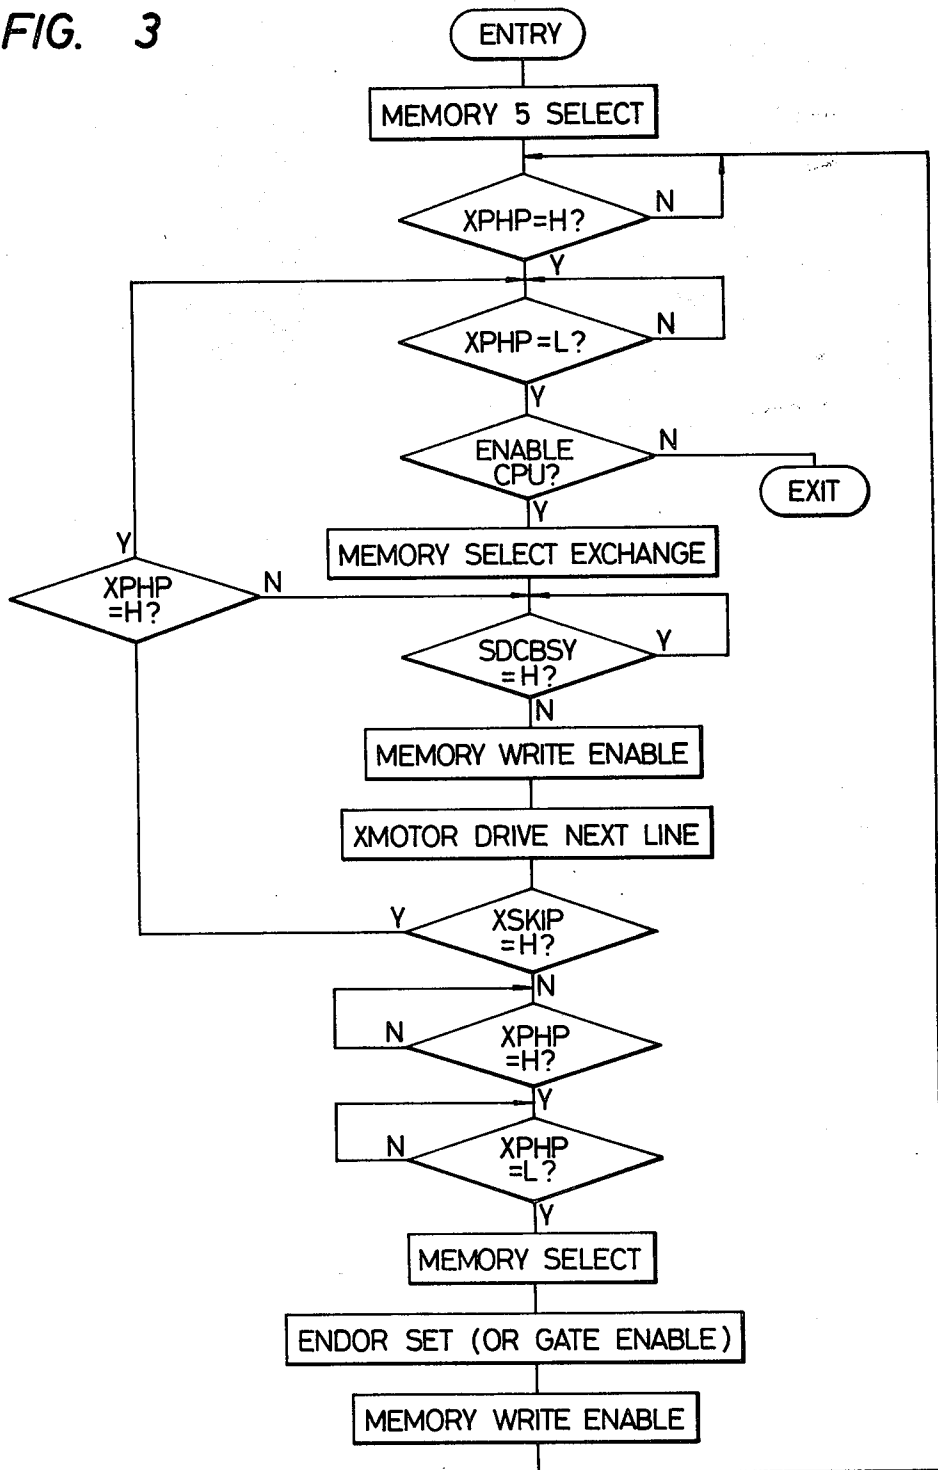 FIG. 3
ENTRY
MEMORY 5 SELECT
XPHP=H?
N
Y
XPHP=L?
N
Y
ENABLE
CPU?
N
EXIT
Y
MEMORY SELECT EXCHANGE
Y
XPHP
=H?
N
SDCBSY
=H?
Y
N
MEMORY WRITE ENABLE
XMOTOR DRIVE NEXT LINE
Y
XSKIP
=H?
N
N
XPHP
=H?
Y
N
XPHP
=L?
Y
MEMORY SELECT
ENDOR SET (OR GATE ENABLE)
MEMORY WRITE ENABLE